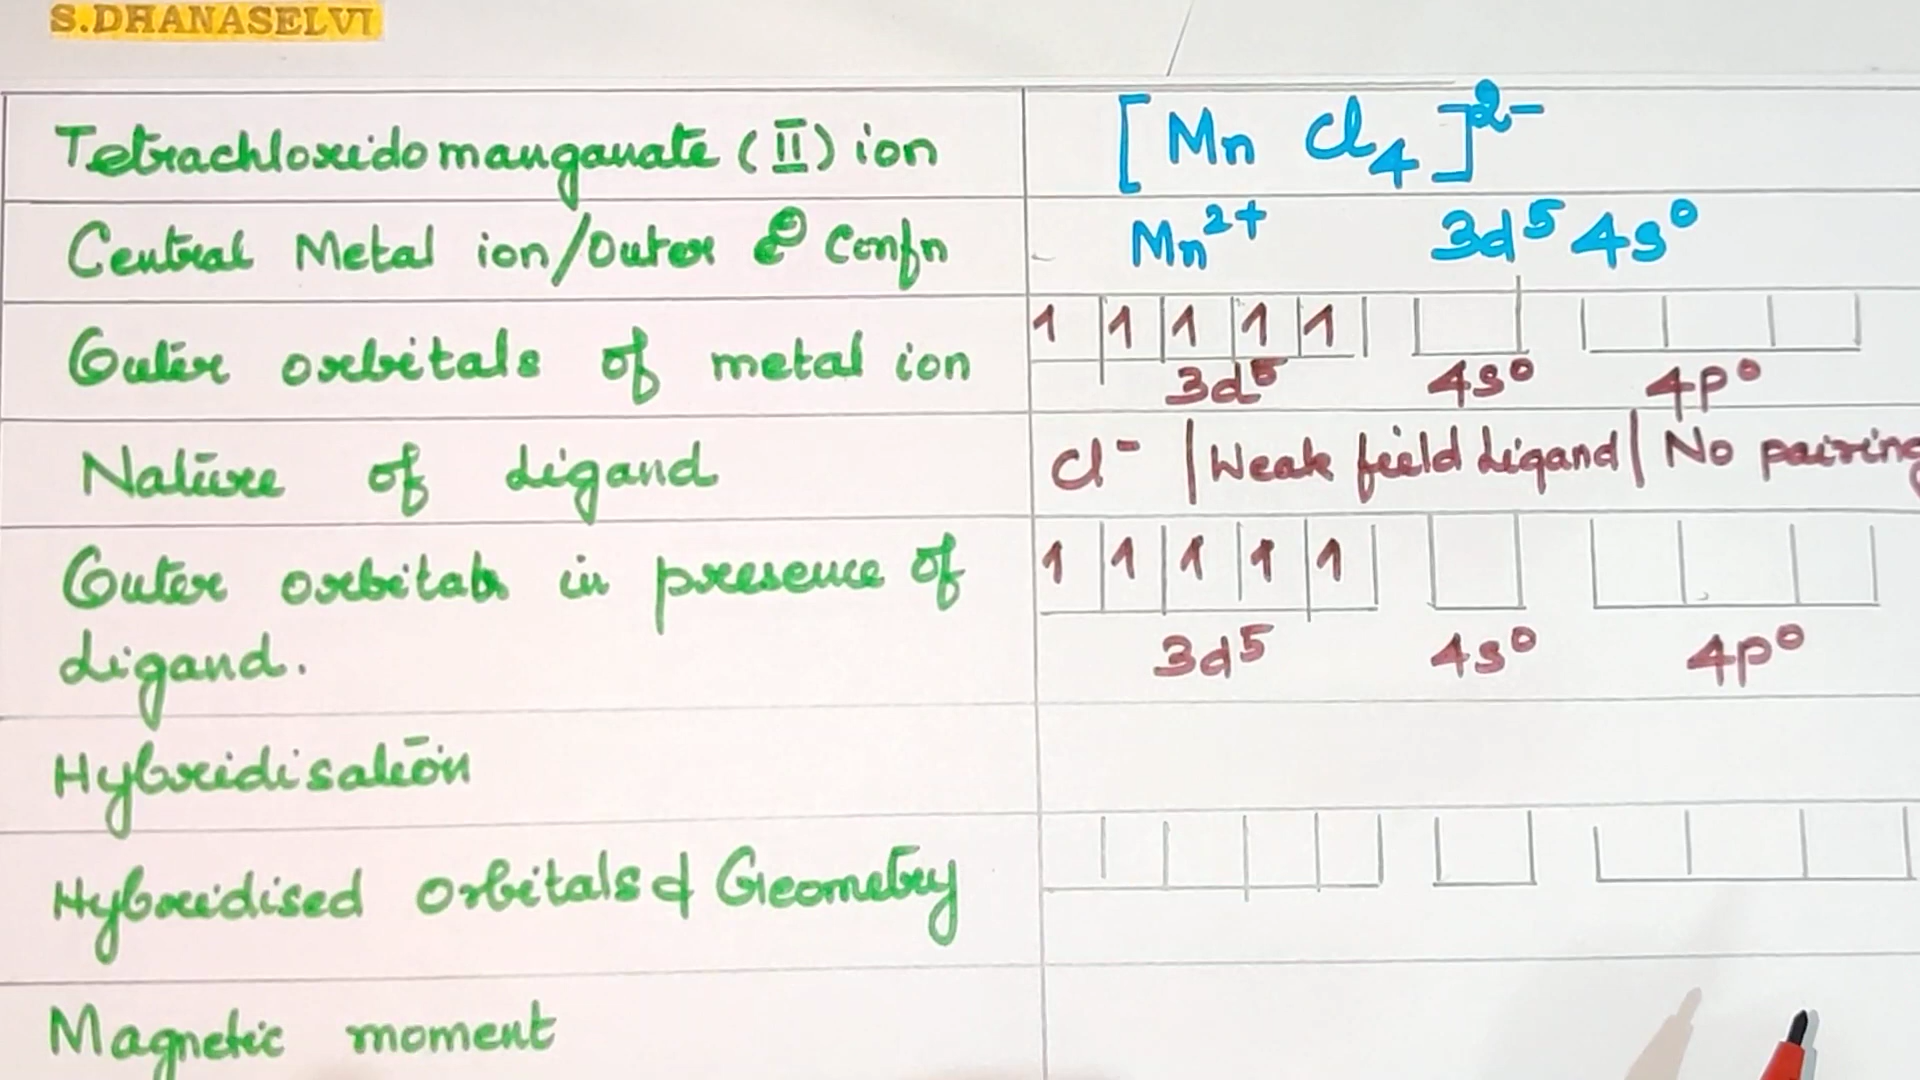 S.DHANASELVI
Tetrachloridomanganate (II) ion [Mn Cl4]2-
Central Metal ion/Outer e⊖ Confn Mn2+ 3d5 4s0
Outer orbitals of metal ion 1 1 1 1 1
3d5 4s0 4p0
Nature of Ligand Cl- | Weak field Ligand | No pairing
Outer orbitals in presence of 1 1 1 1 1
Ligand. 3d5 4s0 4p0
Hybridisation
Hybridised orbitals & Geometry
Magnetic moment